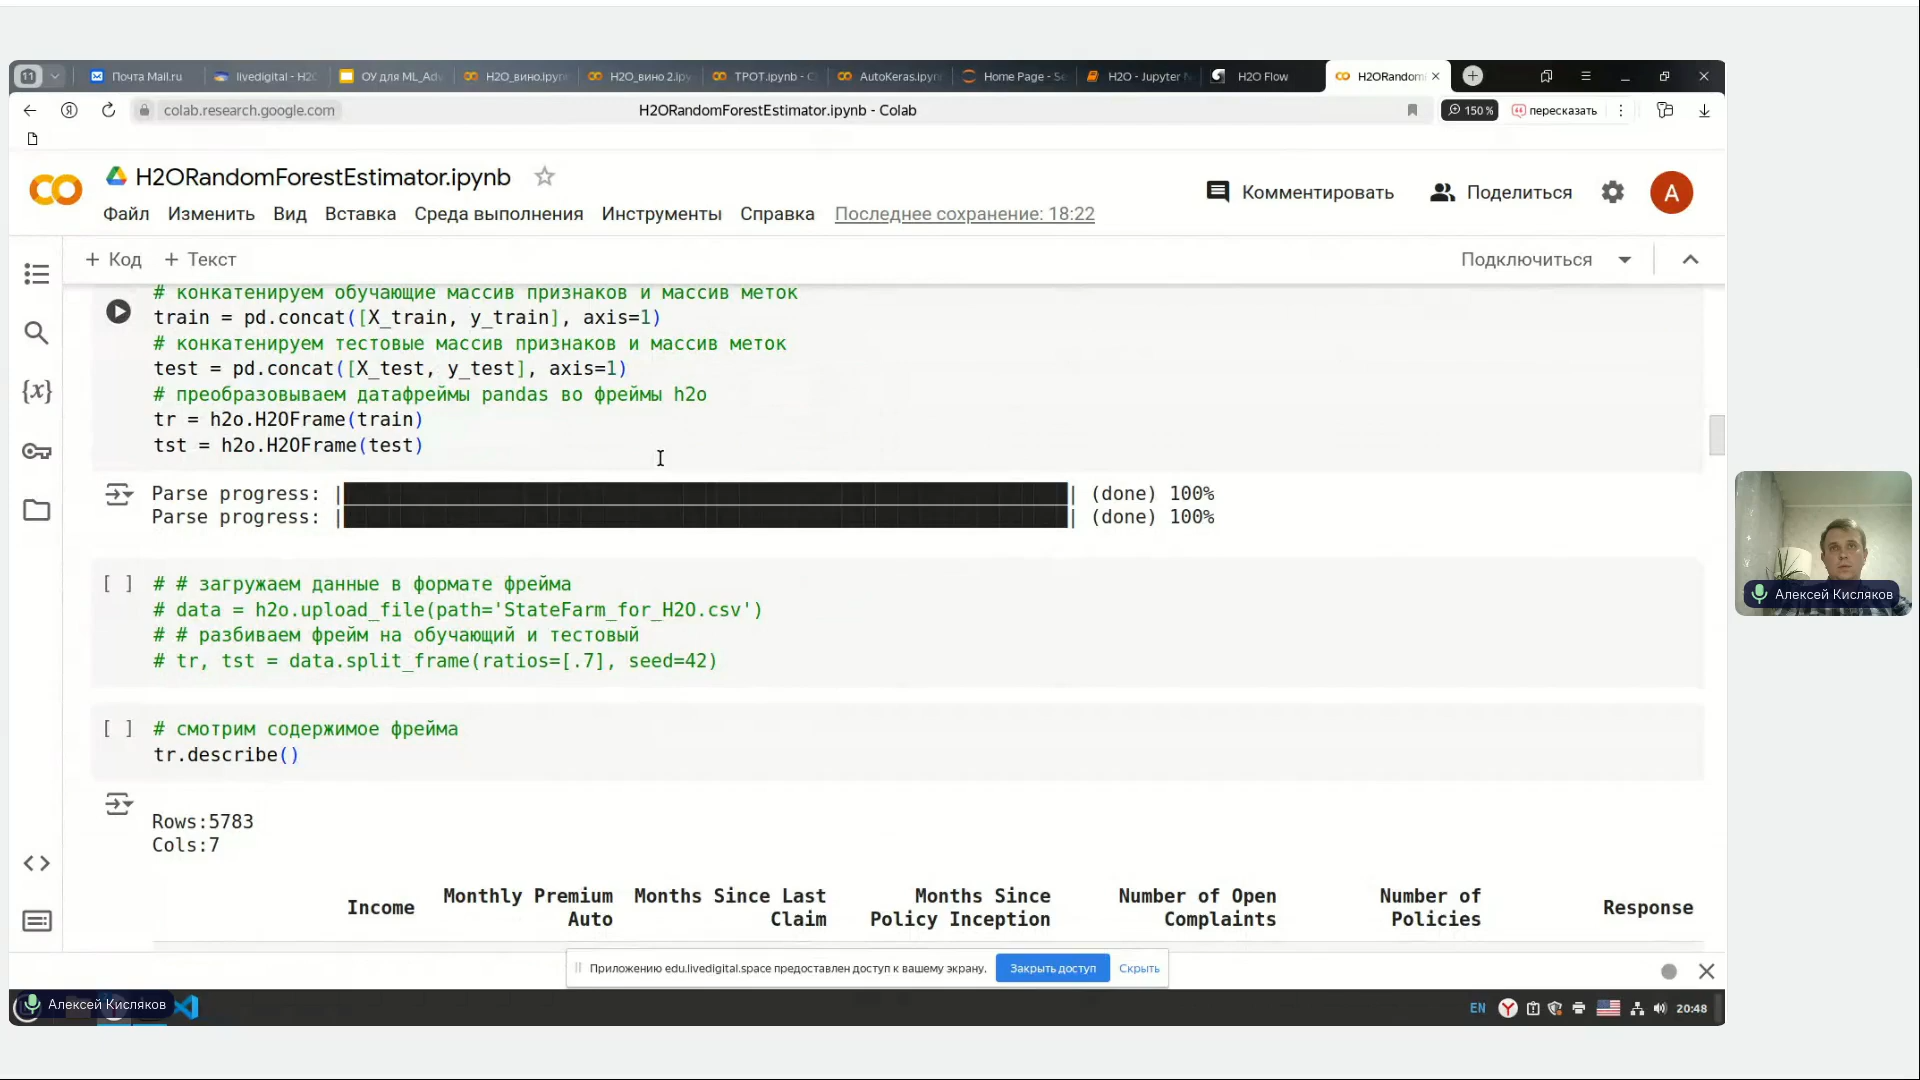 11
Почта Mail.ru
livedigital - H2O
ОУ для ML_Adv
H2O_вино.ipyn
H2O_вино 2.ipy
TPOT.ipynb - C
AutoKeras.ipyn
Home Page - Se
H2O - Jupyter N
H2O Flow
H2ORandom
colab.research.google.com
H2ORandomForestEstimator.ipynb - Colab
150 %
пересказать
H2ORandomForestEstimator.ipynb
Комментировать
Поделиться
А
Файл Изменить Вид Вставка Среда выполнения Инструменты Справка Последнее сохранение: 18:22
+ Код + Текст
Подключиться
# конкатенируем обучающие массив признаков и массив меток
train = pd.concat([X_train, y_train], axis=1)
# конкатенируем тестовые массив признаков и массив меток
test = pd.concat([X_test, y_test], axis=1)
# преобразовываем датафреймы pandas во фреймы h2o
tr = h2o.H2OFrame(train)
tst = h2o.H2OFrame(test)
Parse progress: |████████████████| (done) 100%
Parse progress: |████████████████| (done) 100%
[ ] # # загружаем данные в формате фрейма
# data = h2o.upload_file(path='StateFarm_for_H2O.csv')
# # разбиваем фрейм на обучающий и тестовый
# tr, tst = data.split_frame(ratios=[.7], seed=42)
[ ] # смотрим содержимое фрейма
tr.describe()
Rows:5783
Cols:7
Income
Monthly Premium Auto
Months Since Last Claim
Months Since Policy Inception
Number of Open Complaints
Number of Policies
Response
Приложению edu.livedigital.space предоставлен доступ к вашему экрану.
Закрыть доступ
Скрыть
Алексей Кисляков
Алексей Кисляков
EN
20:48